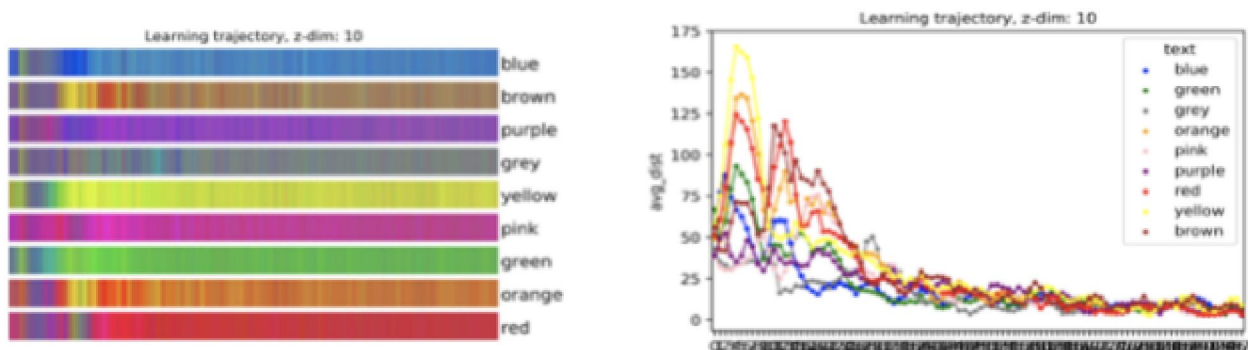 Learning trajectory, z-dim: 10
blue
brown
purple
grey
yellow
pink
green
orange
red
Learning trajectory, z-dim: 10
175
150
125
100
75
50
25
0
avg_dist
text
blue
green
grey
orange
pink
purple
red
yellow
brown